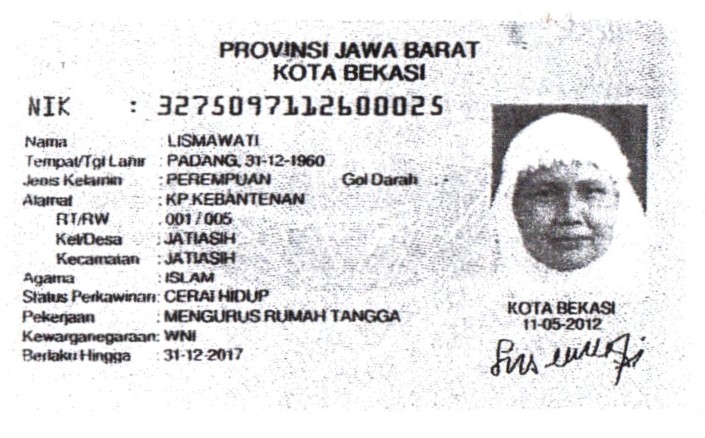 PROVINSI JAWA BARAT
KOTA BEKASI
NIK : 3275097112600025
Nama : LISMAWATI
Tempat/Tgl Lahir : PADANG, 31-12-1960
Jenis Kelamin : PEREMPUAN Gol Darah : -
Alamat : KP.KEBANTENAN
RT/RW : 001 / 005
Kel/Desa : JATIASIH
Kecamatan : JATIASIH
Agama : ISLAM
Status Perkawinan: CERAI HIDUP
Pekerjaan : MENGURUS RUMAH TANGGA
Kewarganegaraan: WNI
Berlaku Hingga : 31-12-2017
KOTA BEKASI
11-05-2012